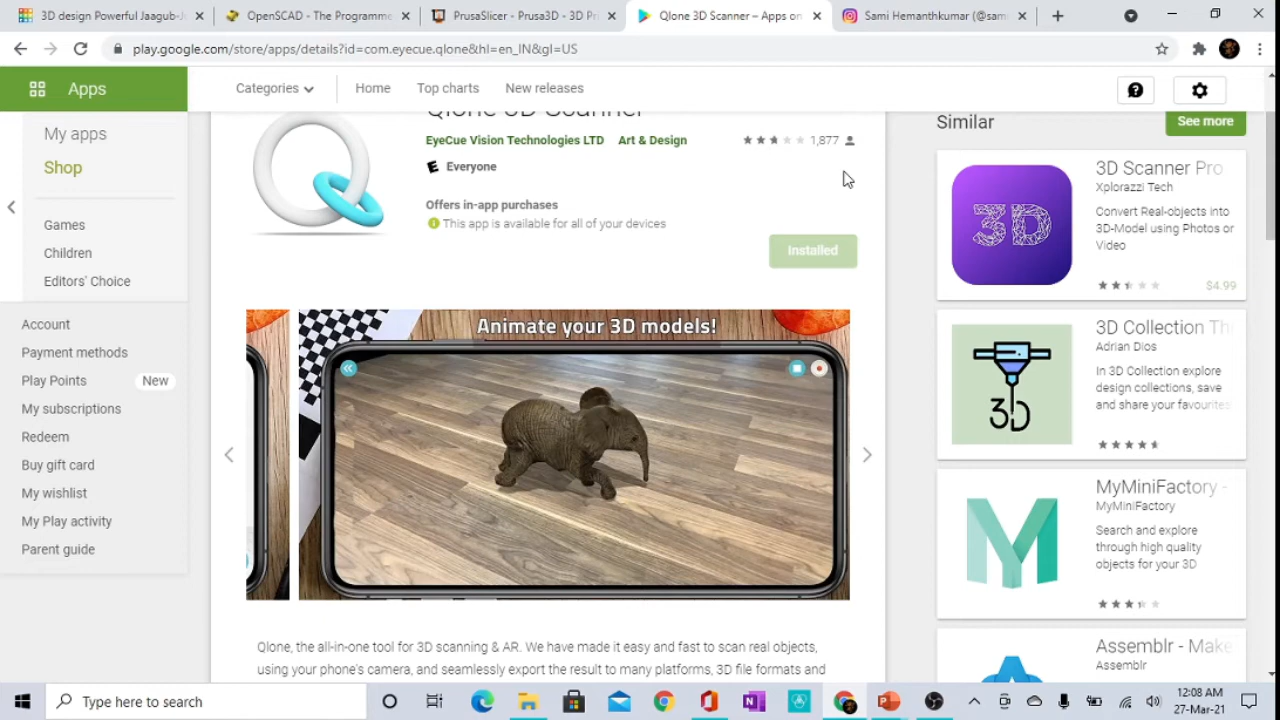 3D design Powerful Jaagub-J
OpenSCAD - The Programme
PrusaSlicer - Prusa3D - 3D Pri
Qlone 3D Scanner – Apps on
Sami Hemanthkumar (@sam
play.google.com/store/apps/details?id=com.eyecue.qlone&hl=en_IN&gl=US
Apps
Categories
Home
Top charts
New releases
My apps
Shop
Games
Children
Editors' Choice
Account
Payment methods
Play Points
New
My subscriptions
Redeem
Buy gift card
My wishlist
My Play activity
Parent guide
Qlone 3D Scanner
EyeCue Vision Technologies LTD Art & Design
1,877
E Everyone
Offers in-app purchases
This app is available for all of your devices
Installed
Animate your 3D models!
Qlone, the all-in-one tool for 3D scanning & AR. We have made it easy and fast to scan real objects,
using your phone's camera, and seamlessly export the result to many platforms, 3D file formats and
Similar
See more
3D
3D Scanner Pro
Xplorazzi Tech
Convert Real-objects into
3D-Model using Photos or
Video
$4.99
3D
3D Collection Th
Adrian Dios
In 3D Collection explore
design collections, save
and share your favourites
MyMiniFactory -
MyMiniFactory
Search and explore
through high quality
objects for your 3D
Assemblr - Make
Assemblr
Type here to search
12:08 AM
27-Mar-21